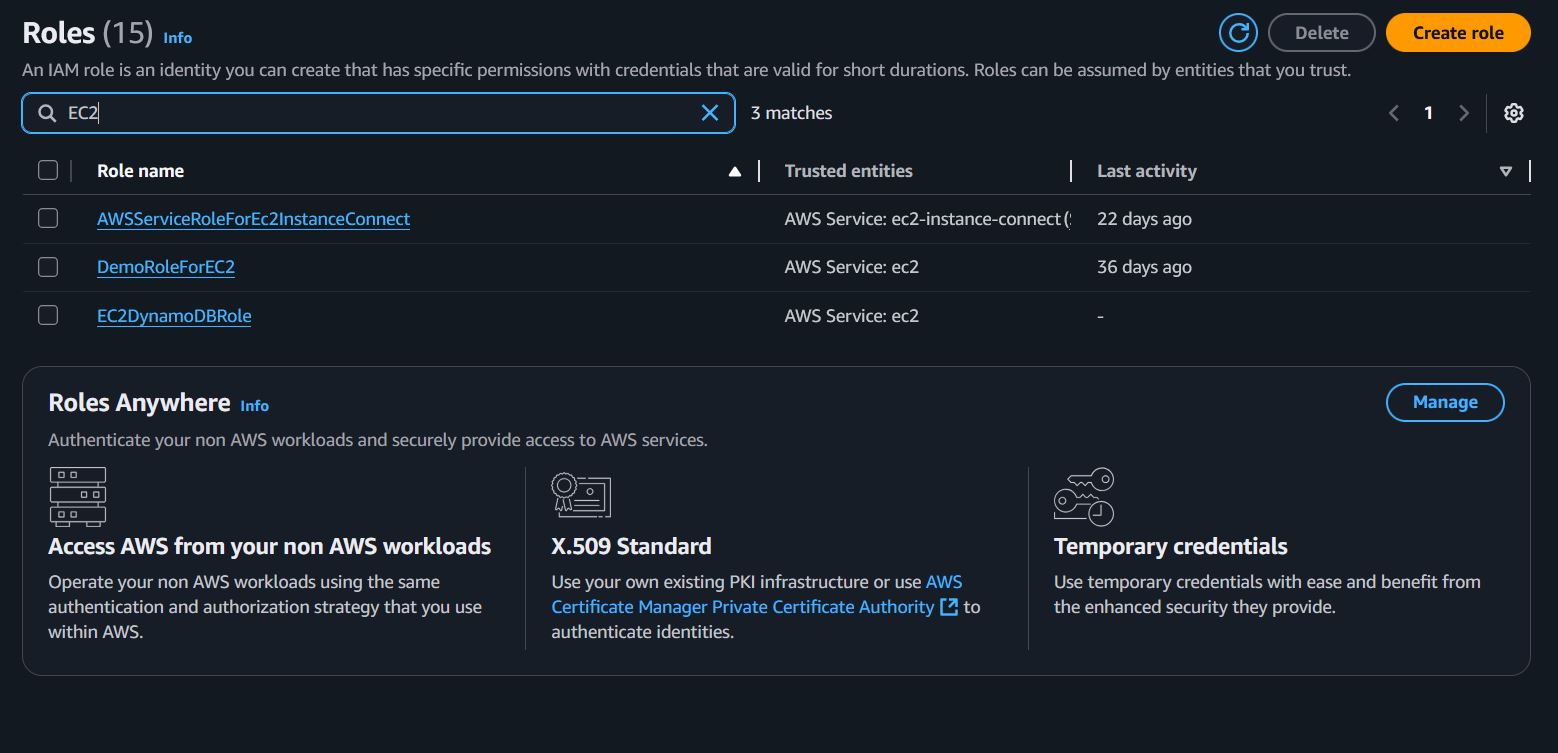 Roles (15) Info
Delete
Create role
An IAM role is an identity you can create that has specific permissions with credentials that are valid for short durations. Roles can be assumed by entities that you trust.
EC2
3 matches
1
Role name
Trusted entities
Last activity
AWSServiceRoleForEc2InstanceConnect
AWS Service: ec2-instance-connect (
22 days ago
DemoRoleForEC2
AWS Service: ec2
36 days ago
EC2DynamoDBRole
AWS Service: ec2
-
Roles Anywhere Info
Manage
Authenticate your non AWS workloads and securely provide access to AWS services.
Access AWS from your non AWS workloads
Operate your non AWS workloads using the same
authentication and authorization strategy that you use
within AWS.
X.509 Standard
Use your own existing PKI infrastructure or use AWS
Certificate Manager Private Certificate Authority to
authenticate identities.
Temporary credentials
Use temporary credentials with ease and benefit from
the enhanced security they provide.